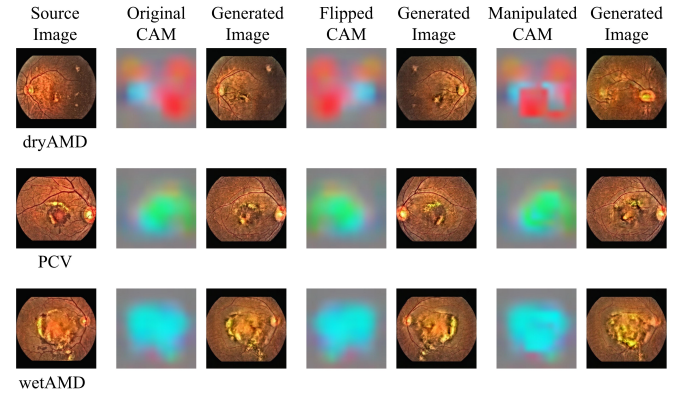 Source Image
Original CAM
Generated Image
Flipped CAM
Generated Image
Manipulated CAM
Generated Image
dryAMD
PCV
wetAMD